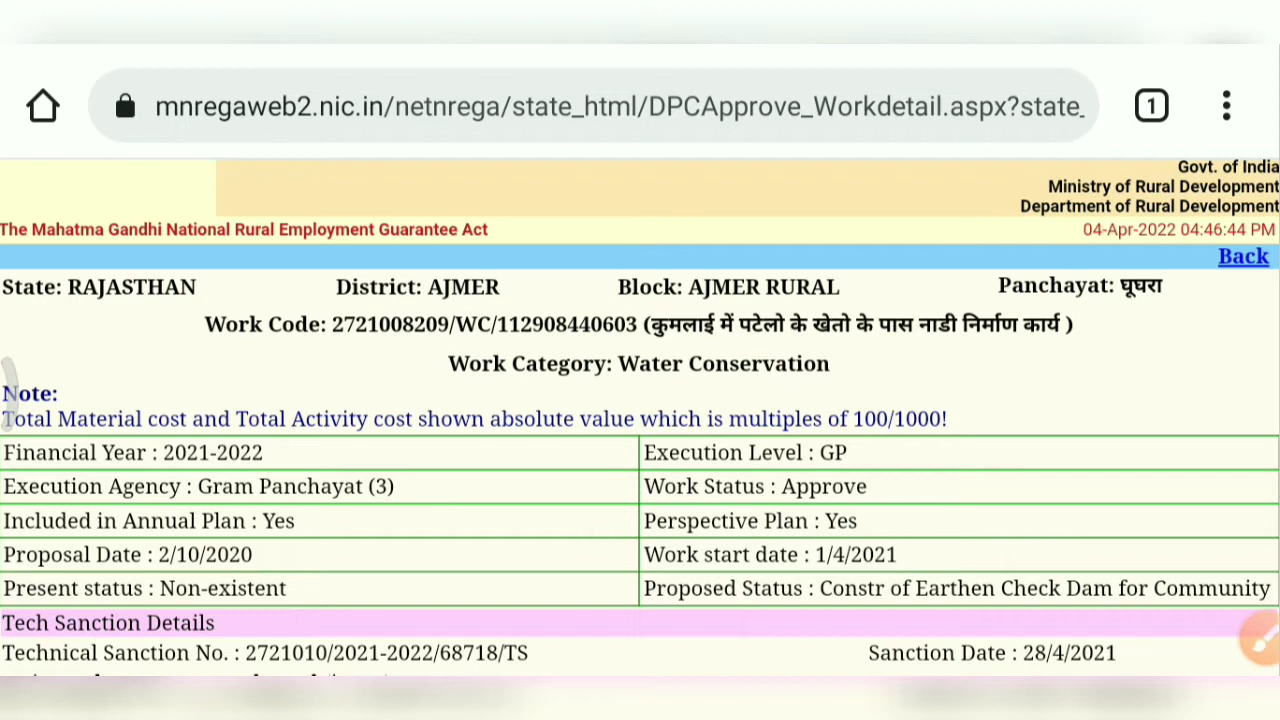 mnregaweb2.nic.in/netnrega/state_html/DPCApprove_Workdetail.aspx?state_
1
Govt. of India
Ministry of Rural Development
Department of Rural Development
The Mahatma Gandhi National Rural Employment Guarantee Act 04-Apr-2022 04:46:44 PM
Back
State: RAJASTHAN District: AJMER Block: AJMER RURAL Panchayat: घूघरा
Work Code: 2721008209/WC/112908440603 (कुमलाई में पटेलो के खेतो के पास नाडी निर्माण कार्य )
Work Category: Water Conservation
Note:
Total Material cost and Total Activity cost shown absolute value which is multiples of 100/1000!
Financial Year : 2021-2022 Execution Level : GP
Execution Agency : Gram Panchayat (3) Work Status : Approve
Included in Annual Plan : Yes Perspective Plan : Yes
Proposal Date : 2/10/2020 Work start date : 1/4/2021
Present status : Non-existent Proposed Status : Constr of Earthen Check Dam for Community
Tech Sanction Details
Technical Sanction No. : 2721010/2021-2022/68718/TS Sanction Date : 28/4/2021